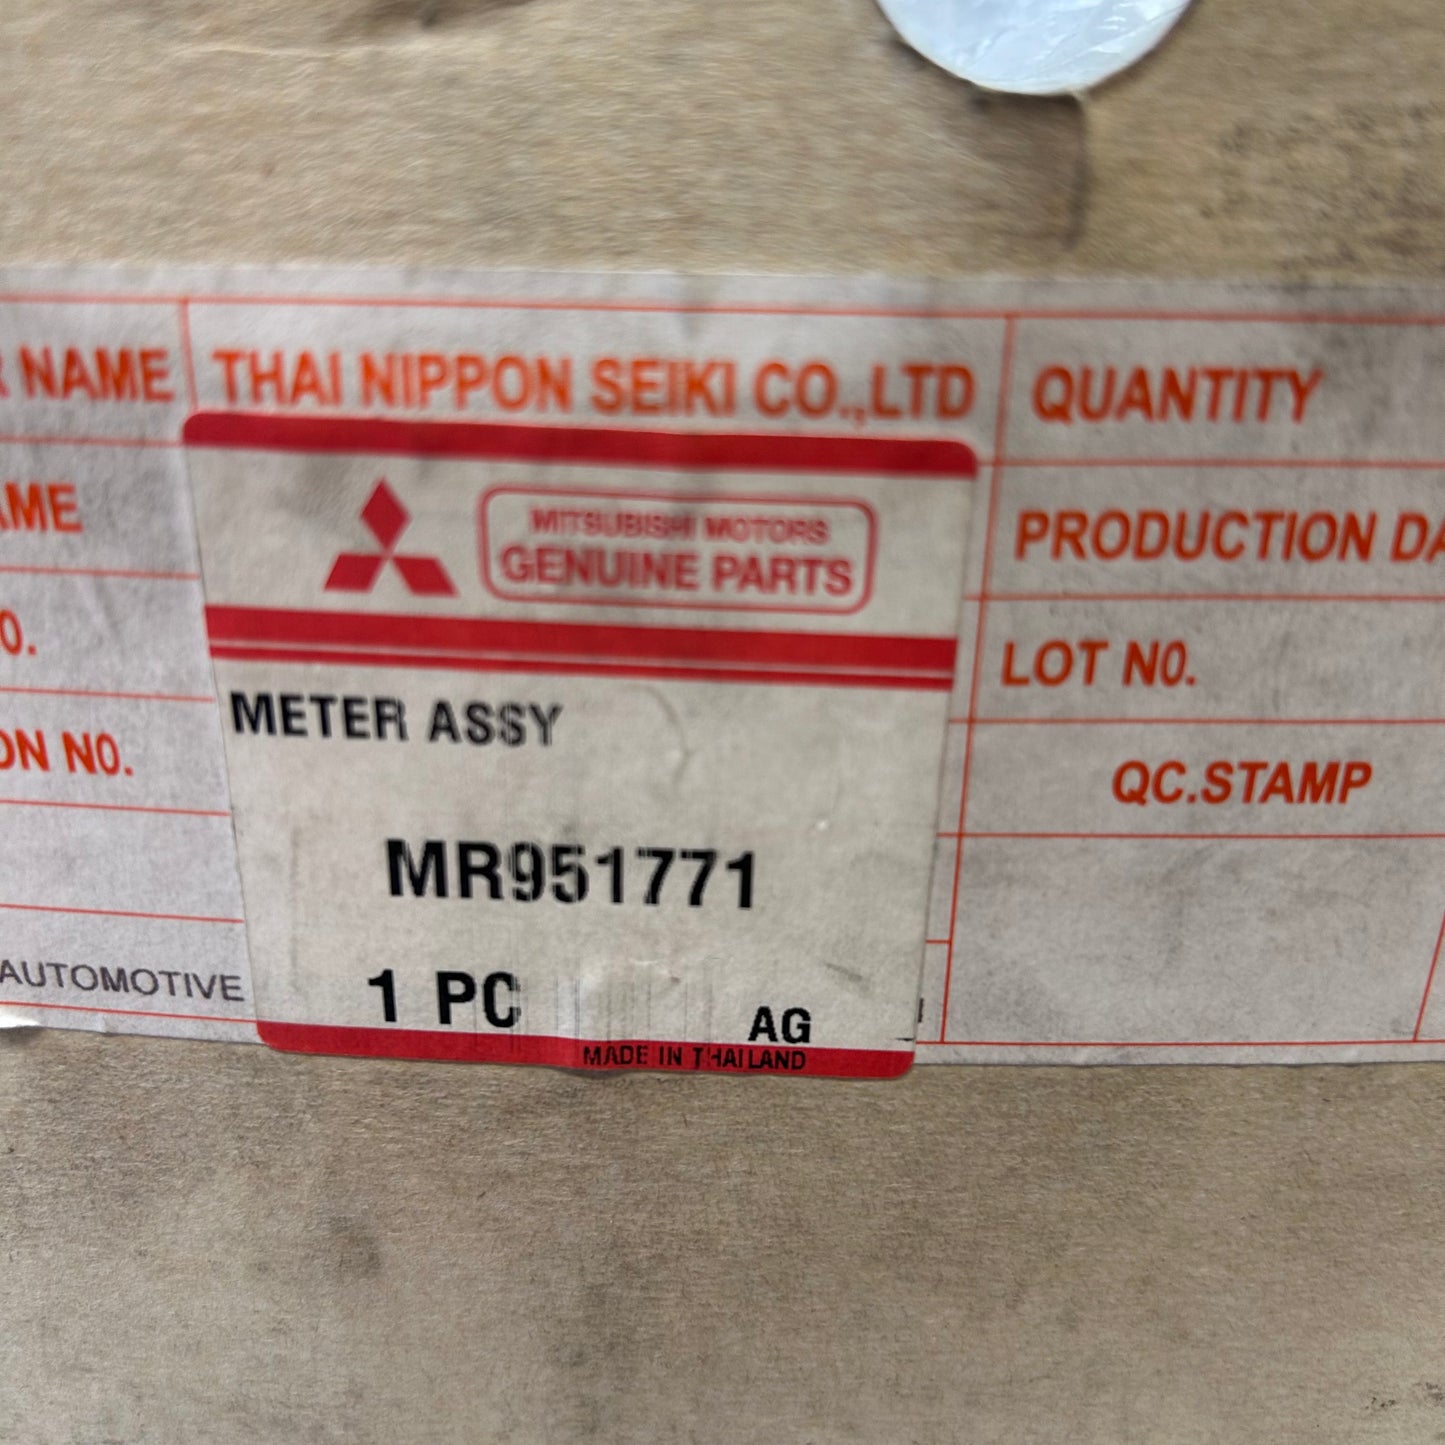 R NAME
THAI NIPPON SEIKI CO.,LTD
QUANTITY
AME
MITSUBISHI MOTORS
GENUINE PARTS
PRODUCTION DA
O.
LOT NO.
METER ASSY
ON NO.
QC.STAMP
MR951771
AUTOMOTIVE
1 PC
AG
MADE IN THAILAND